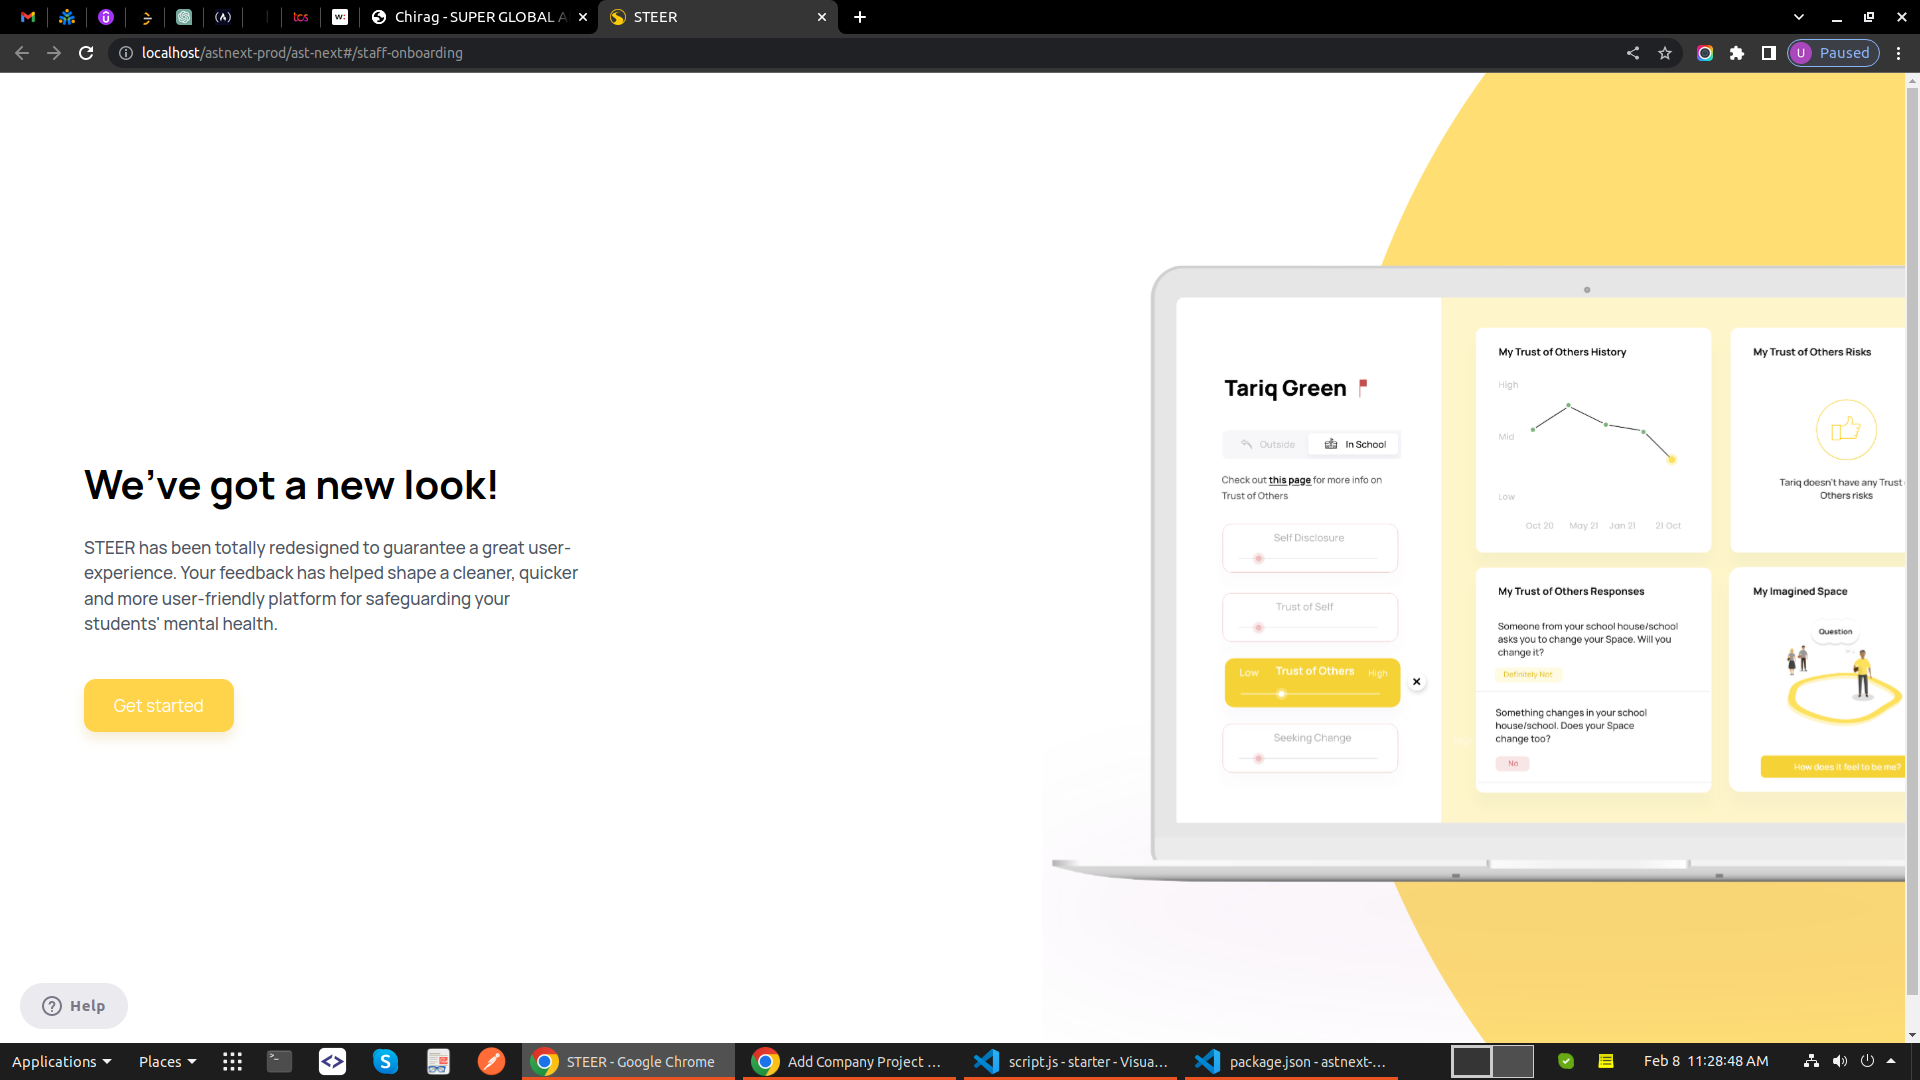 tcs
w:
Chirag - SUPER GLOBAL A
STEER
localhost/astnext-prod/ast-next#/staff-onboarding
U
Paused
We’ve got a new look!
STEER has been totally redesigned to guarantee a great user-
experience. Your feedback has helped shape a cleaner, quicker
and more user-friendly platform for safeguarding your
students' mental health.
Get started
Tariq Green
Outside
In School
Check out this page for more info on
Trust of Others
Self Disclosure
Trust of Self
Low
Trust of Others
High
Seeking Change
My Trust of Others History
High
Mid
Low
Oct 20
May 21
Jan 21
21 Oct
My Trust of Others Risks
Tariq doesn't have any Trust
Others risks
My Trust of Others Responses
Someone from your school house/school
asks you to change your Space. Will you
change it?
Definitely Not
Something changes in your school
house/school. Does your Space
change too?
No
My Imagined Space
Question
How does it feel to be me?
Help
Applications
Places
STEER - Google Chrome
Add Company Project …
script.js - starter - Visua…
package.json - astnext-…
Feb 8 11:28:48 AM